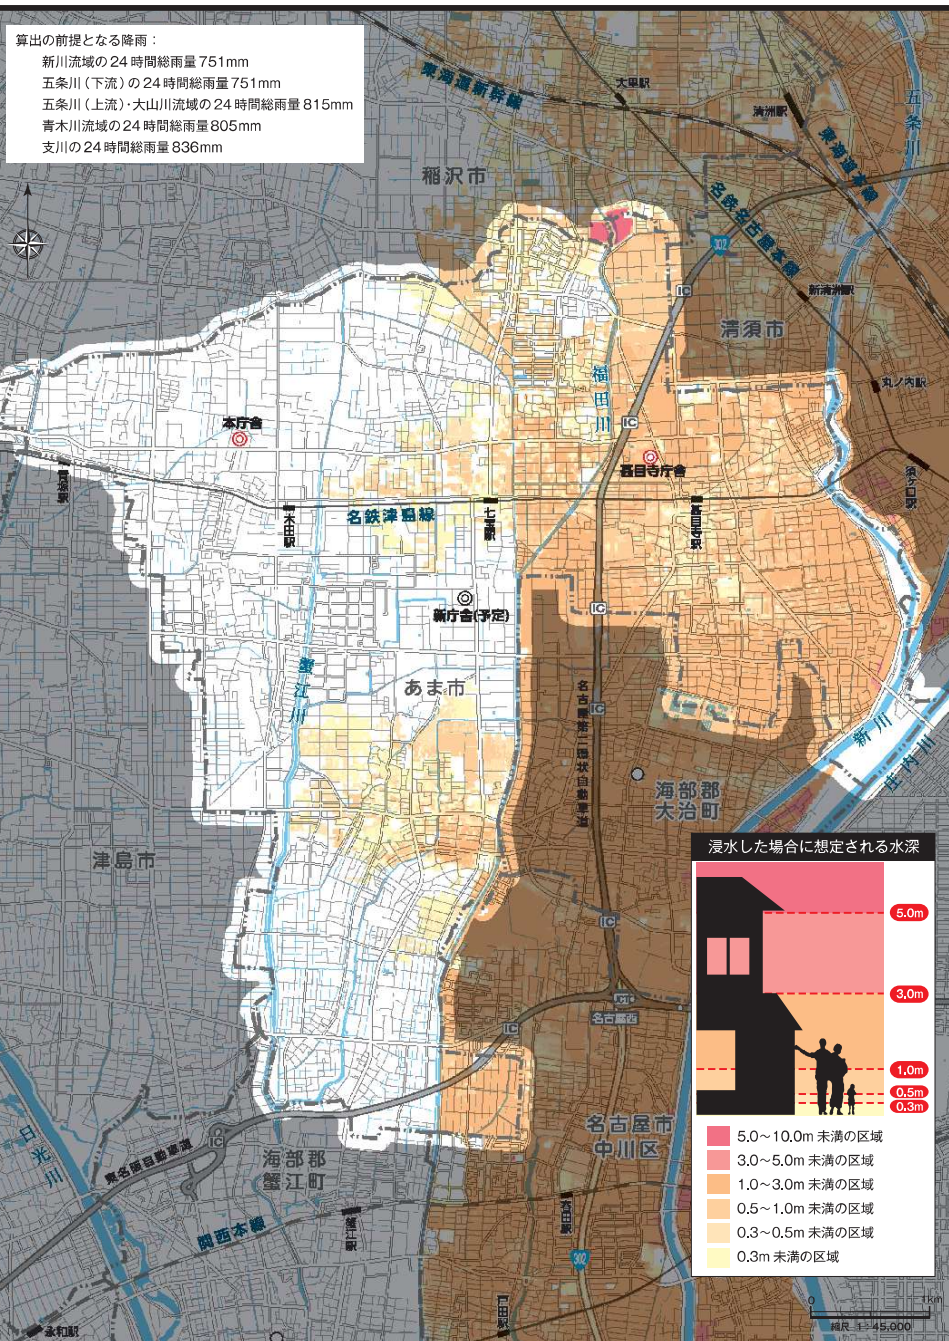 算出の前提となる降雨：
新川流域の24時間総雨量751mm
五条川（下流）の24時間総雨量751mm
五条川（上流）・大山川流域の24時間総雨量815mm
青木川流域の24時間総雨量805mm
支川の24時間総雨量836mm
東海道新幹線
大里駅
清洲駅
五条川
東海道本線
稲沢市
名鉄名古屋本線
302
IC
新清洲駅
清須市
福田川
丸ノ内駅
本庁舎
IC
甚目寺庁舎
須ヶ口駅
青塚駅
木田駅
名鉄津島線
七宝駅
甚目寺駅
新庁舎(予定)
IC
蟹江川
あま市
名古屋第二環状自動車道
IC
新川
庄内川
海部郡
大治町
津島市
浸水した場合に想定される水深
5.0m
3.0m
1.0m
0.5m
0.3m
5.0～10.0m 未満の区域
3.0～5.0m 未満の区域
1.0～3.0m 未満の区域
0.5～1.0m 未満の区域
0.3～0.5m 未満の区域
0.3m 未満の区域
IC
JCT
名古屋西
IC
名古屋市
中川区
日光川
東名阪自動車道
IC
海部郡
蟹江町
関西本線
蟹江駅
春田駅
302
戸田駅
永和駅
0
1km
縮尺 1：45,000